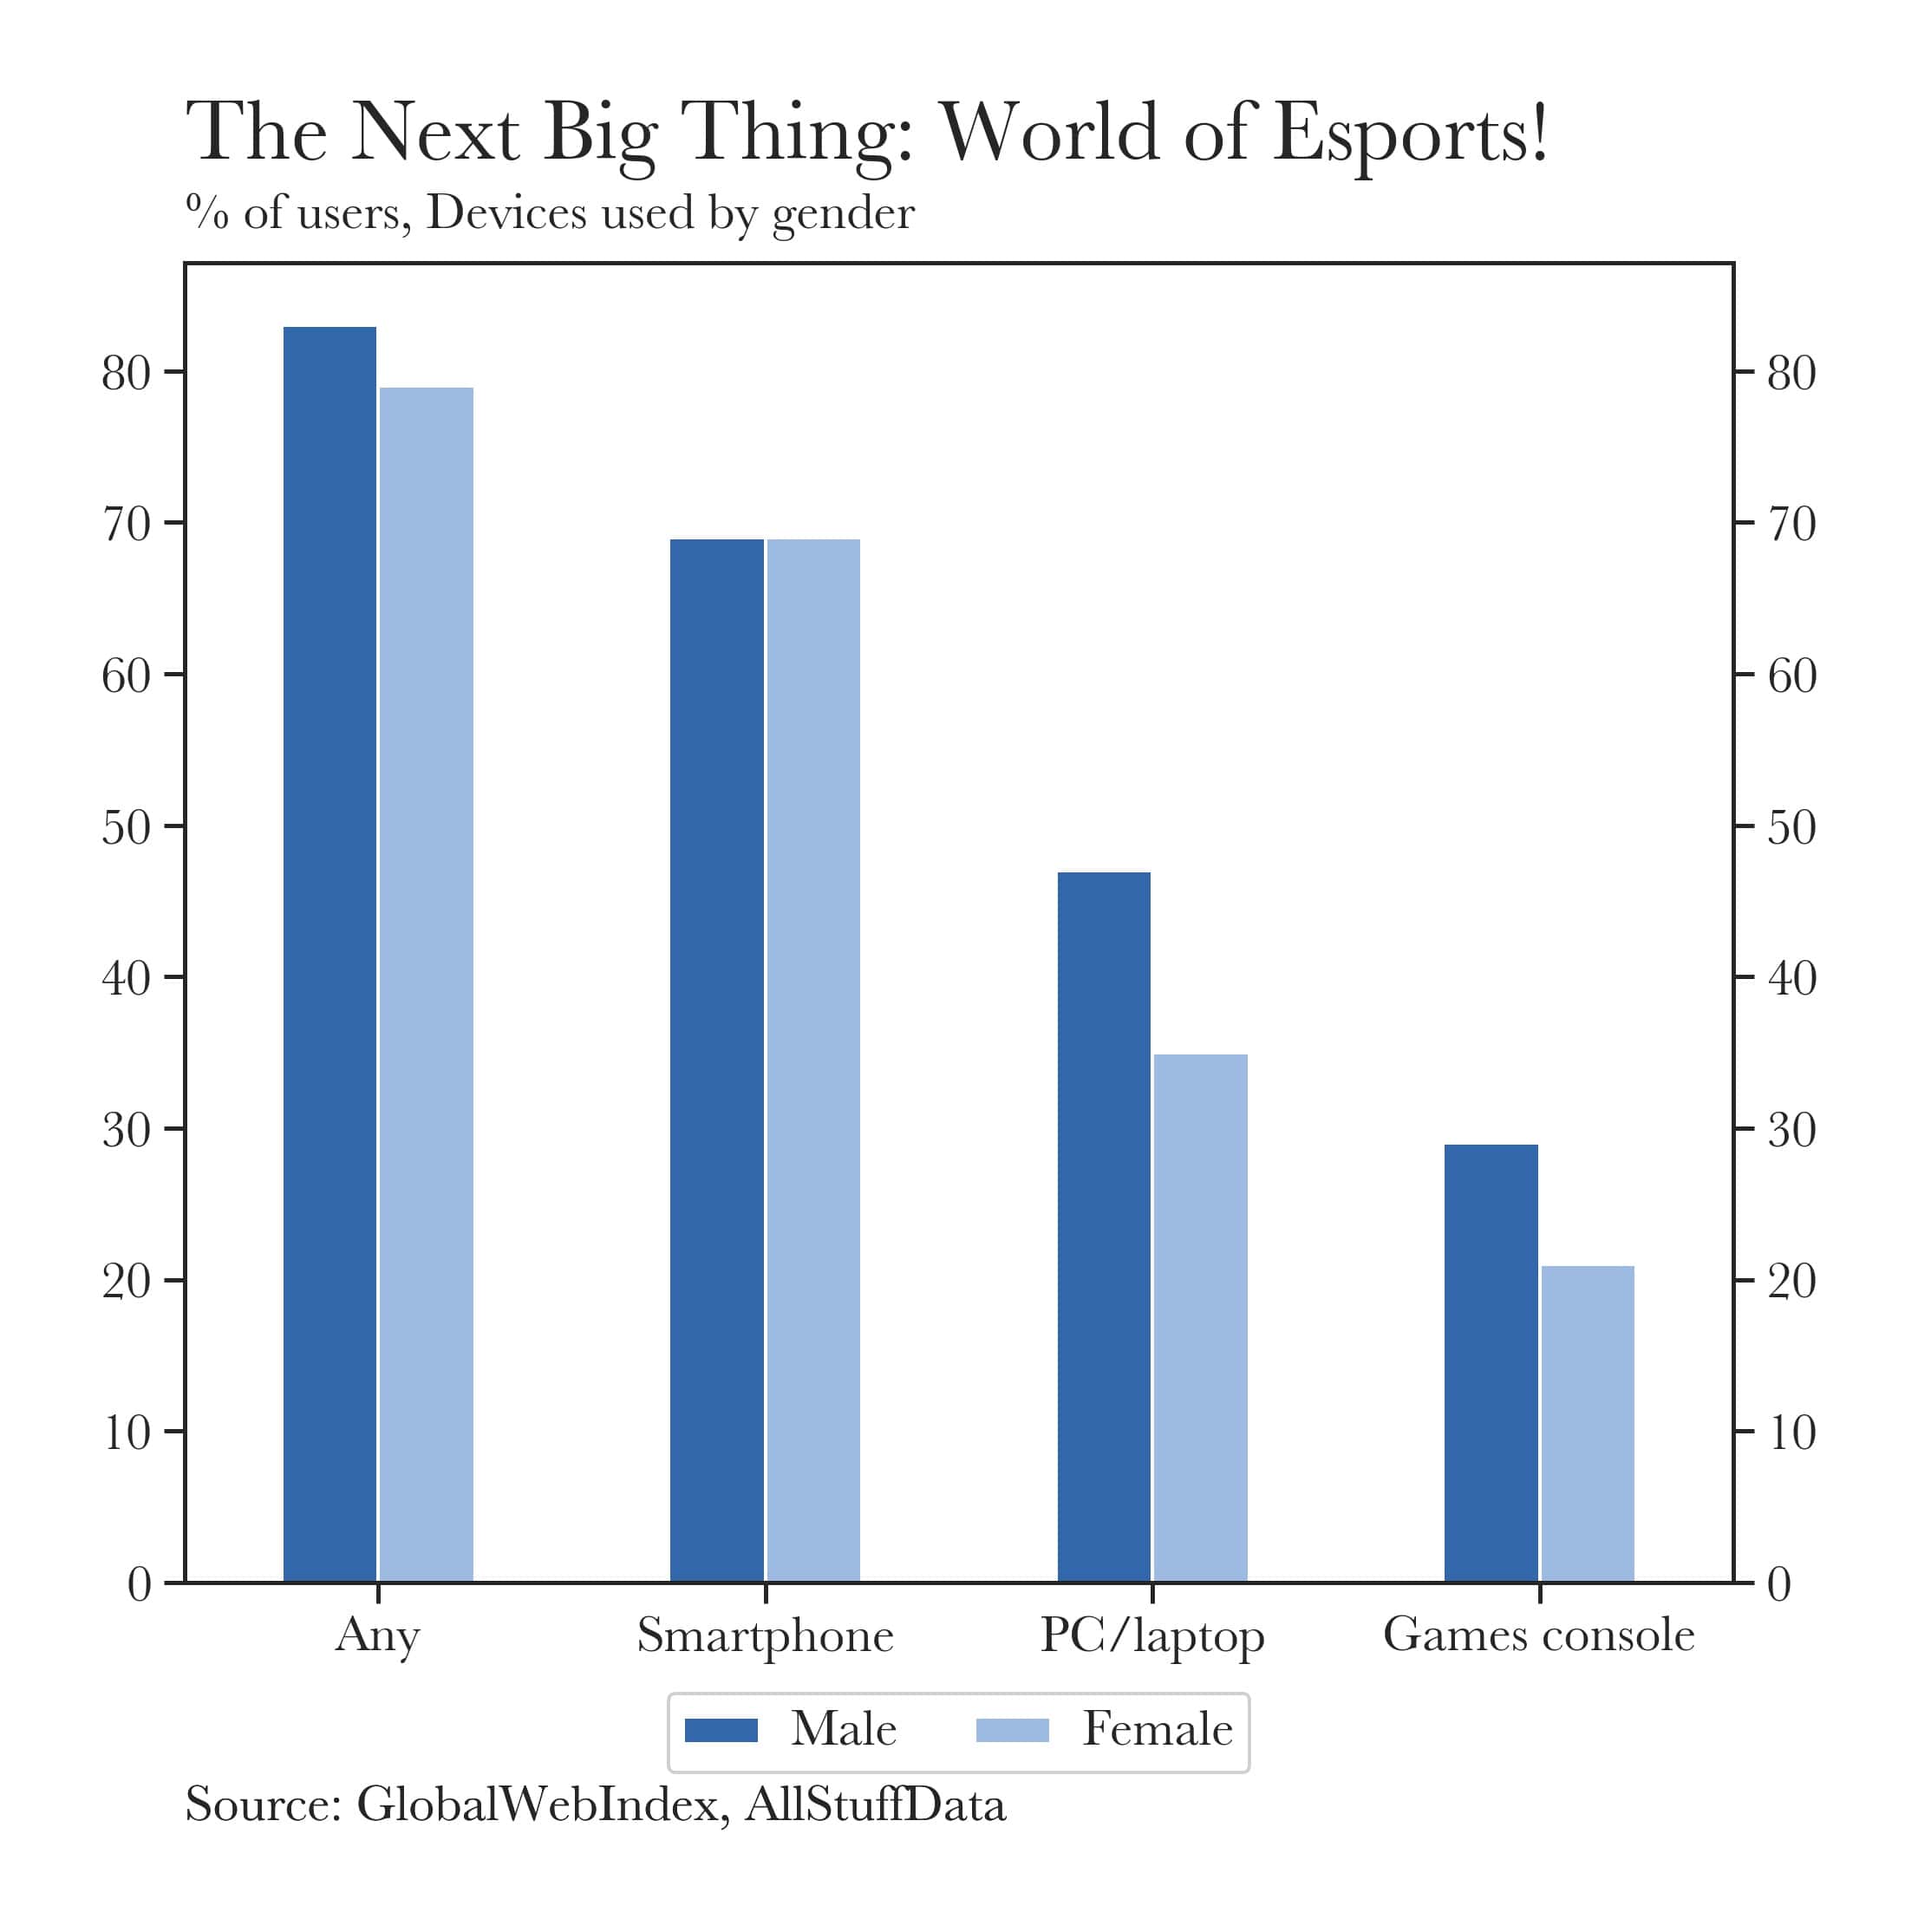 The Next Big Thing: World of Esports!
% of users, Devices used by gender
80 80
70 70
60 60
50 50
40 40
30 30
20 20
10 10
0 0
Any Smartphone PC/laptop Games console
Male Female
Source: GlobalWebIndex, AllStuffData